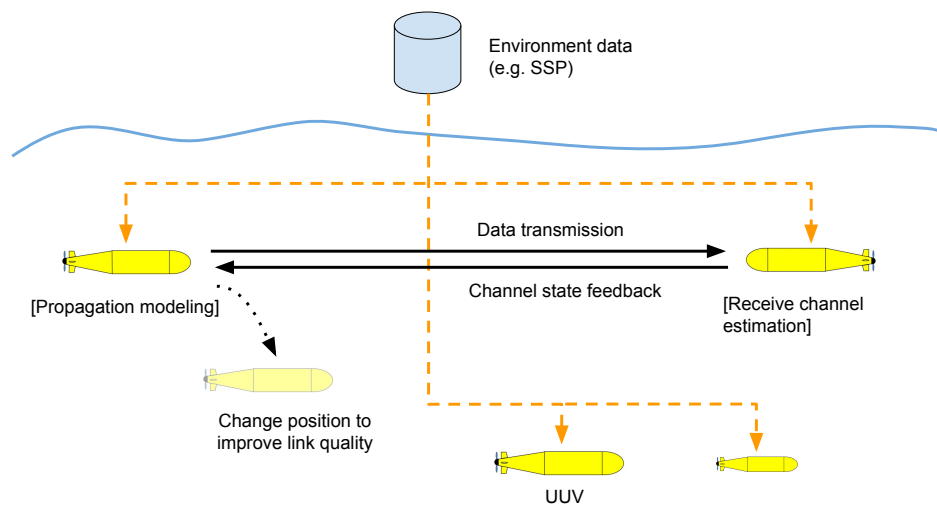 Environment data
(e.g. SSP)
Data transmission
Channel state feedback
[Propagation modeling]
[Receive channel
estimation]
Change position to
improve link quality
UUV